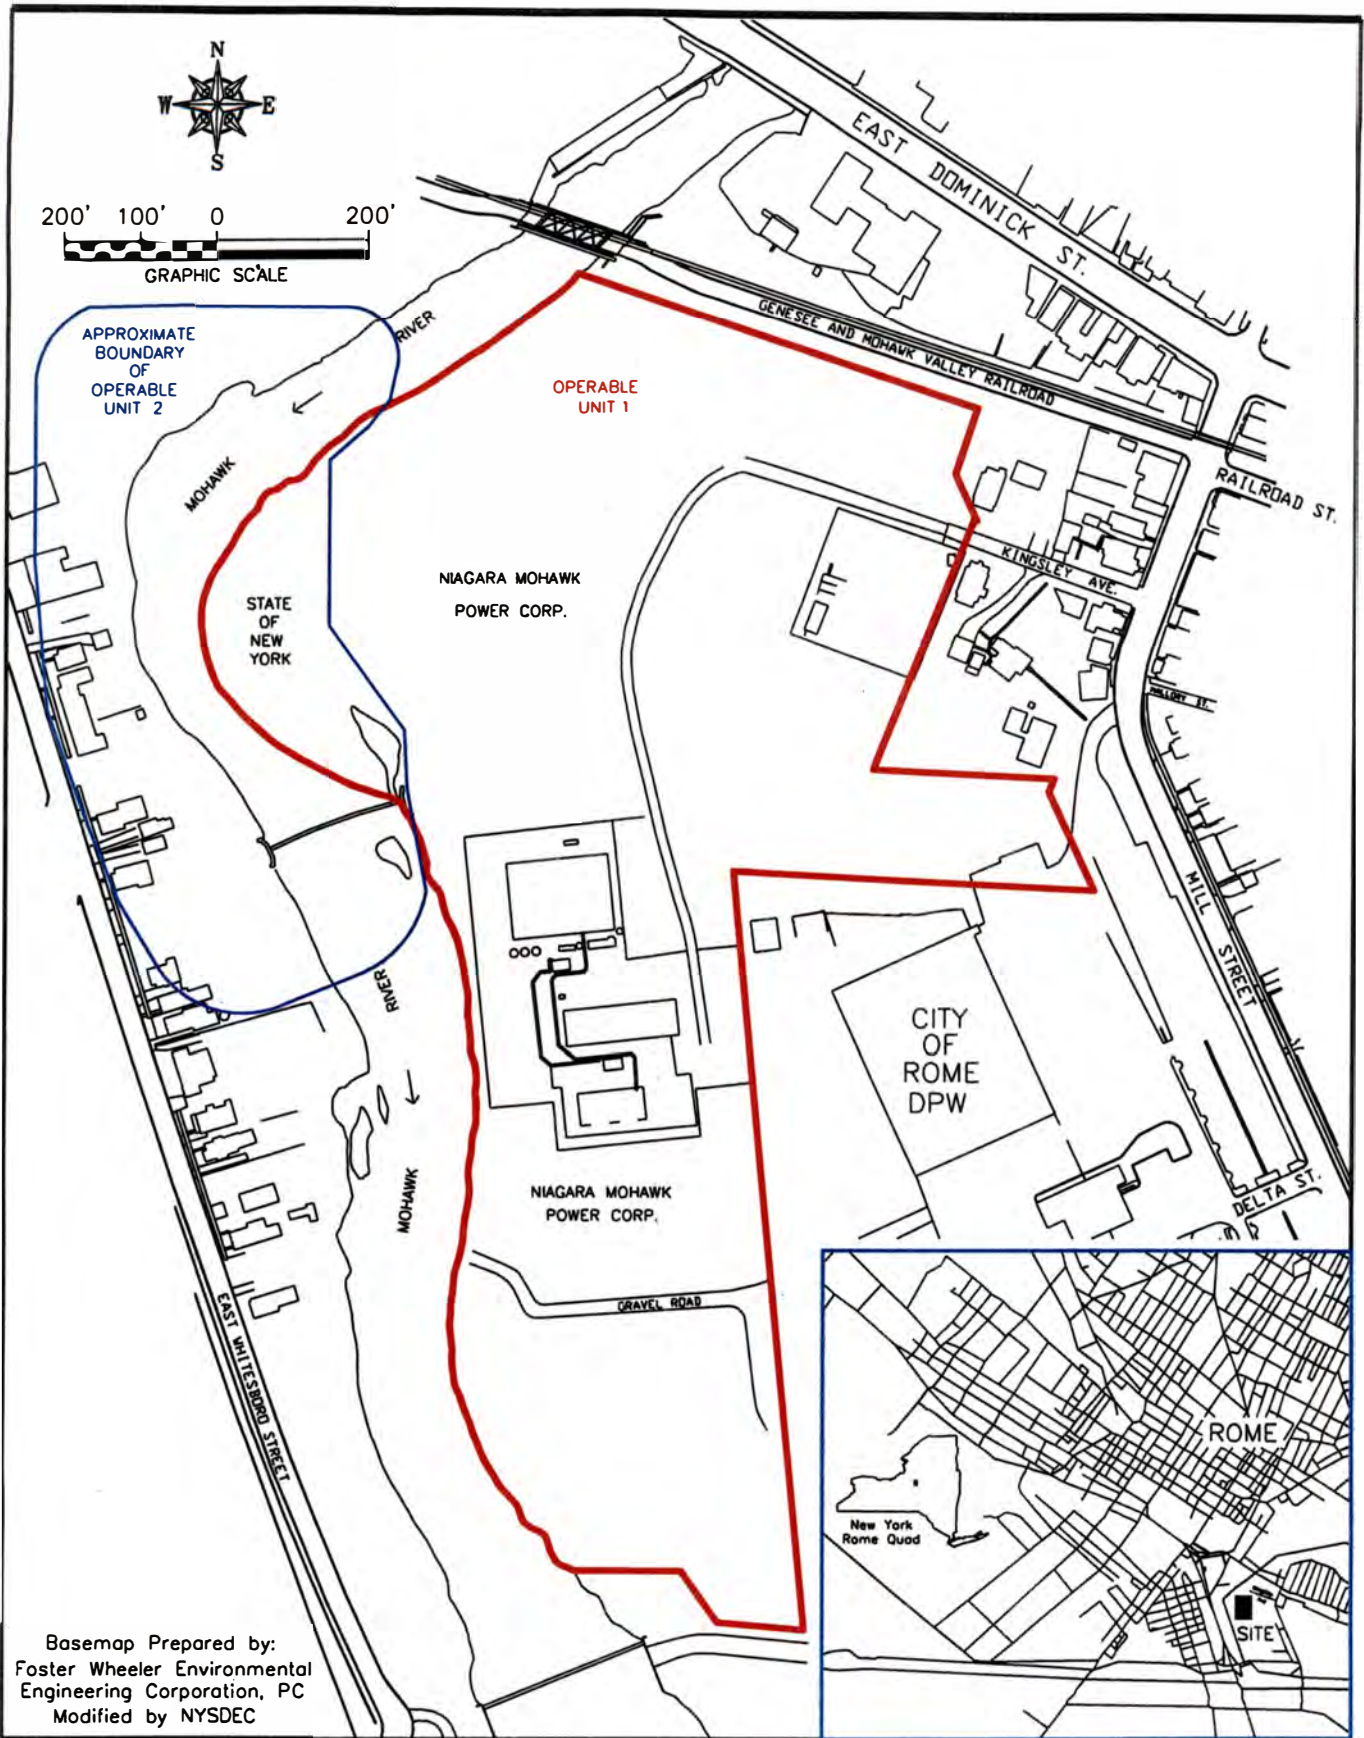 N
W E
S
200' 100' 0 200'
GRAPHIC SCALE
EAST DOMINICK ST.
GENESEE AND MOHAWK VALLEY RAILROAD
APPROXIMATE
BOUNDARY
OF
OPERABLE
UNIT 2
RIVER
MOHAWK
OPERABLE
UNIT 1
RAILROAD ST.
KINGSLEY AVE.
NIAGARA MOHAWK
POWER CORP.
STATE
OF
NEW
YORK
MALLORY ST.
MILL STREET
RIVER
MOHAWK
CITY
OF
ROME
DPW
NIAGARA MOHAWK
POWER CORP.
DELTA ST.
GRAVEL ROAD
EAST WHITESBORO STREET
ROME
New York
Rome Quad
SITE
Basemap Prepared by:
Foster Wheeler Environmental
Engineering Corporation, PC
Modified by NYSDEC